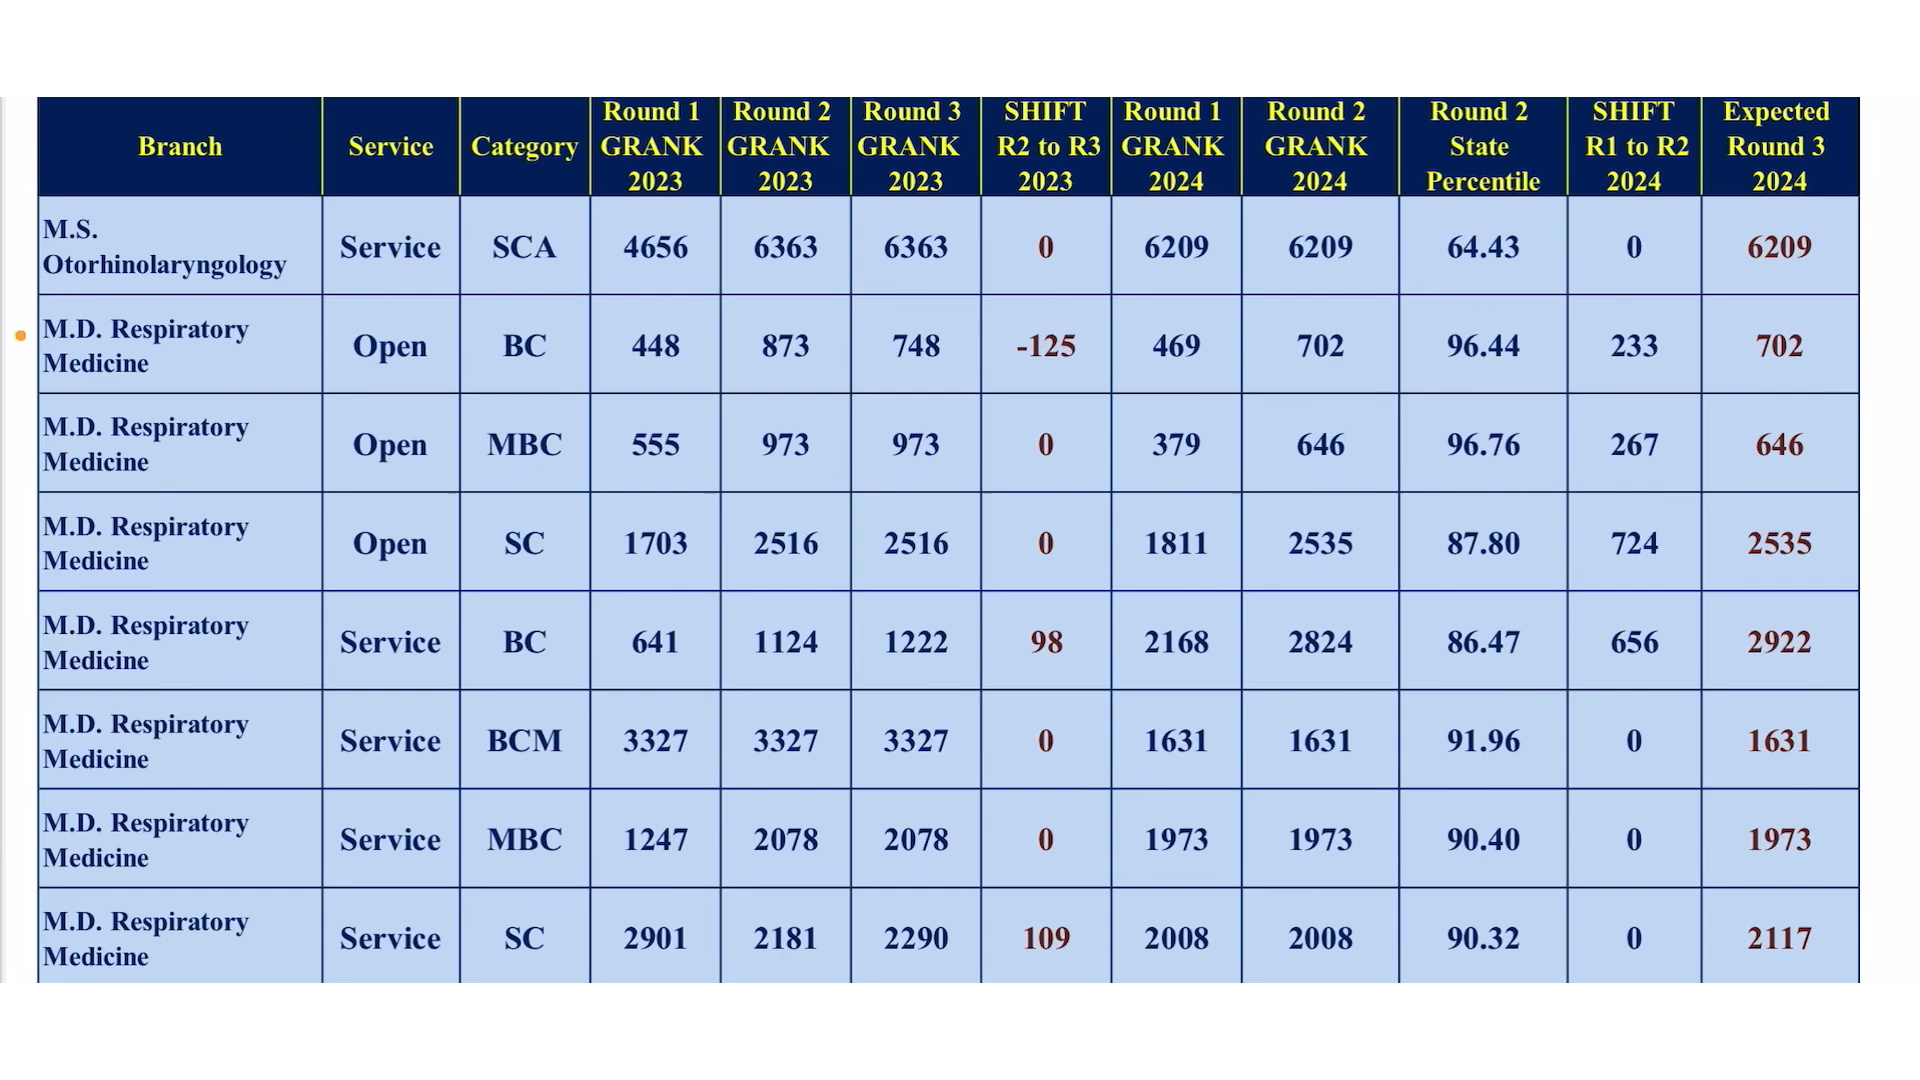 Branch Service Category Round 1 GRANK 2023 Round 2 GRANK 2023 Round 3 GRANK 2023 SHIFT R2 to R3 2023 Round 1 GRANK 2024 Round 2 GRANK 2024 Round 2 State Percentile SHIFT R1 to R2 2024 Expected Round 3 2024
M.S. Otorhinolaryngology Service SCA 4656 6363 6363 0 6209 6209 64.43 0 6209
M.D. Respiratory Medicine Open BC 448 873 748 -125 469 702 96.44 233 702
M.D. Respiratory Medicine Open MBC 555 973 973 0 379 646 96.76 267 646
M.D. Respiratory Medicine Open SC 1703 2516 2516 0 1811 2535 87.80 724 2535
M.D. Respiratory Medicine Service BC 641 1124 1222 98 2168 2824 86.47 656 2922
M.D. Respiratory Medicine Service BCM 3327 3327 3327 0 1631 1631 91.96 0 1631
M.D. Respiratory Medicine Service MBC 1247 2078 2078 0 1973 1973 90.40 0 1973
M.D. Respiratory Medicine Service SC 2901 2181 2290 109 2008 2008 90.32 0 2117